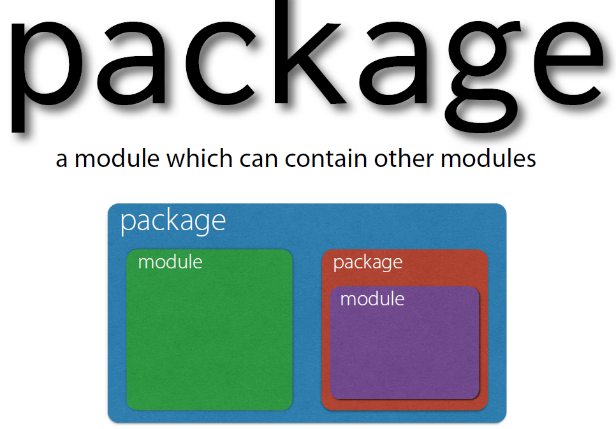 package
a module which can contain other modules
package
module
package
module